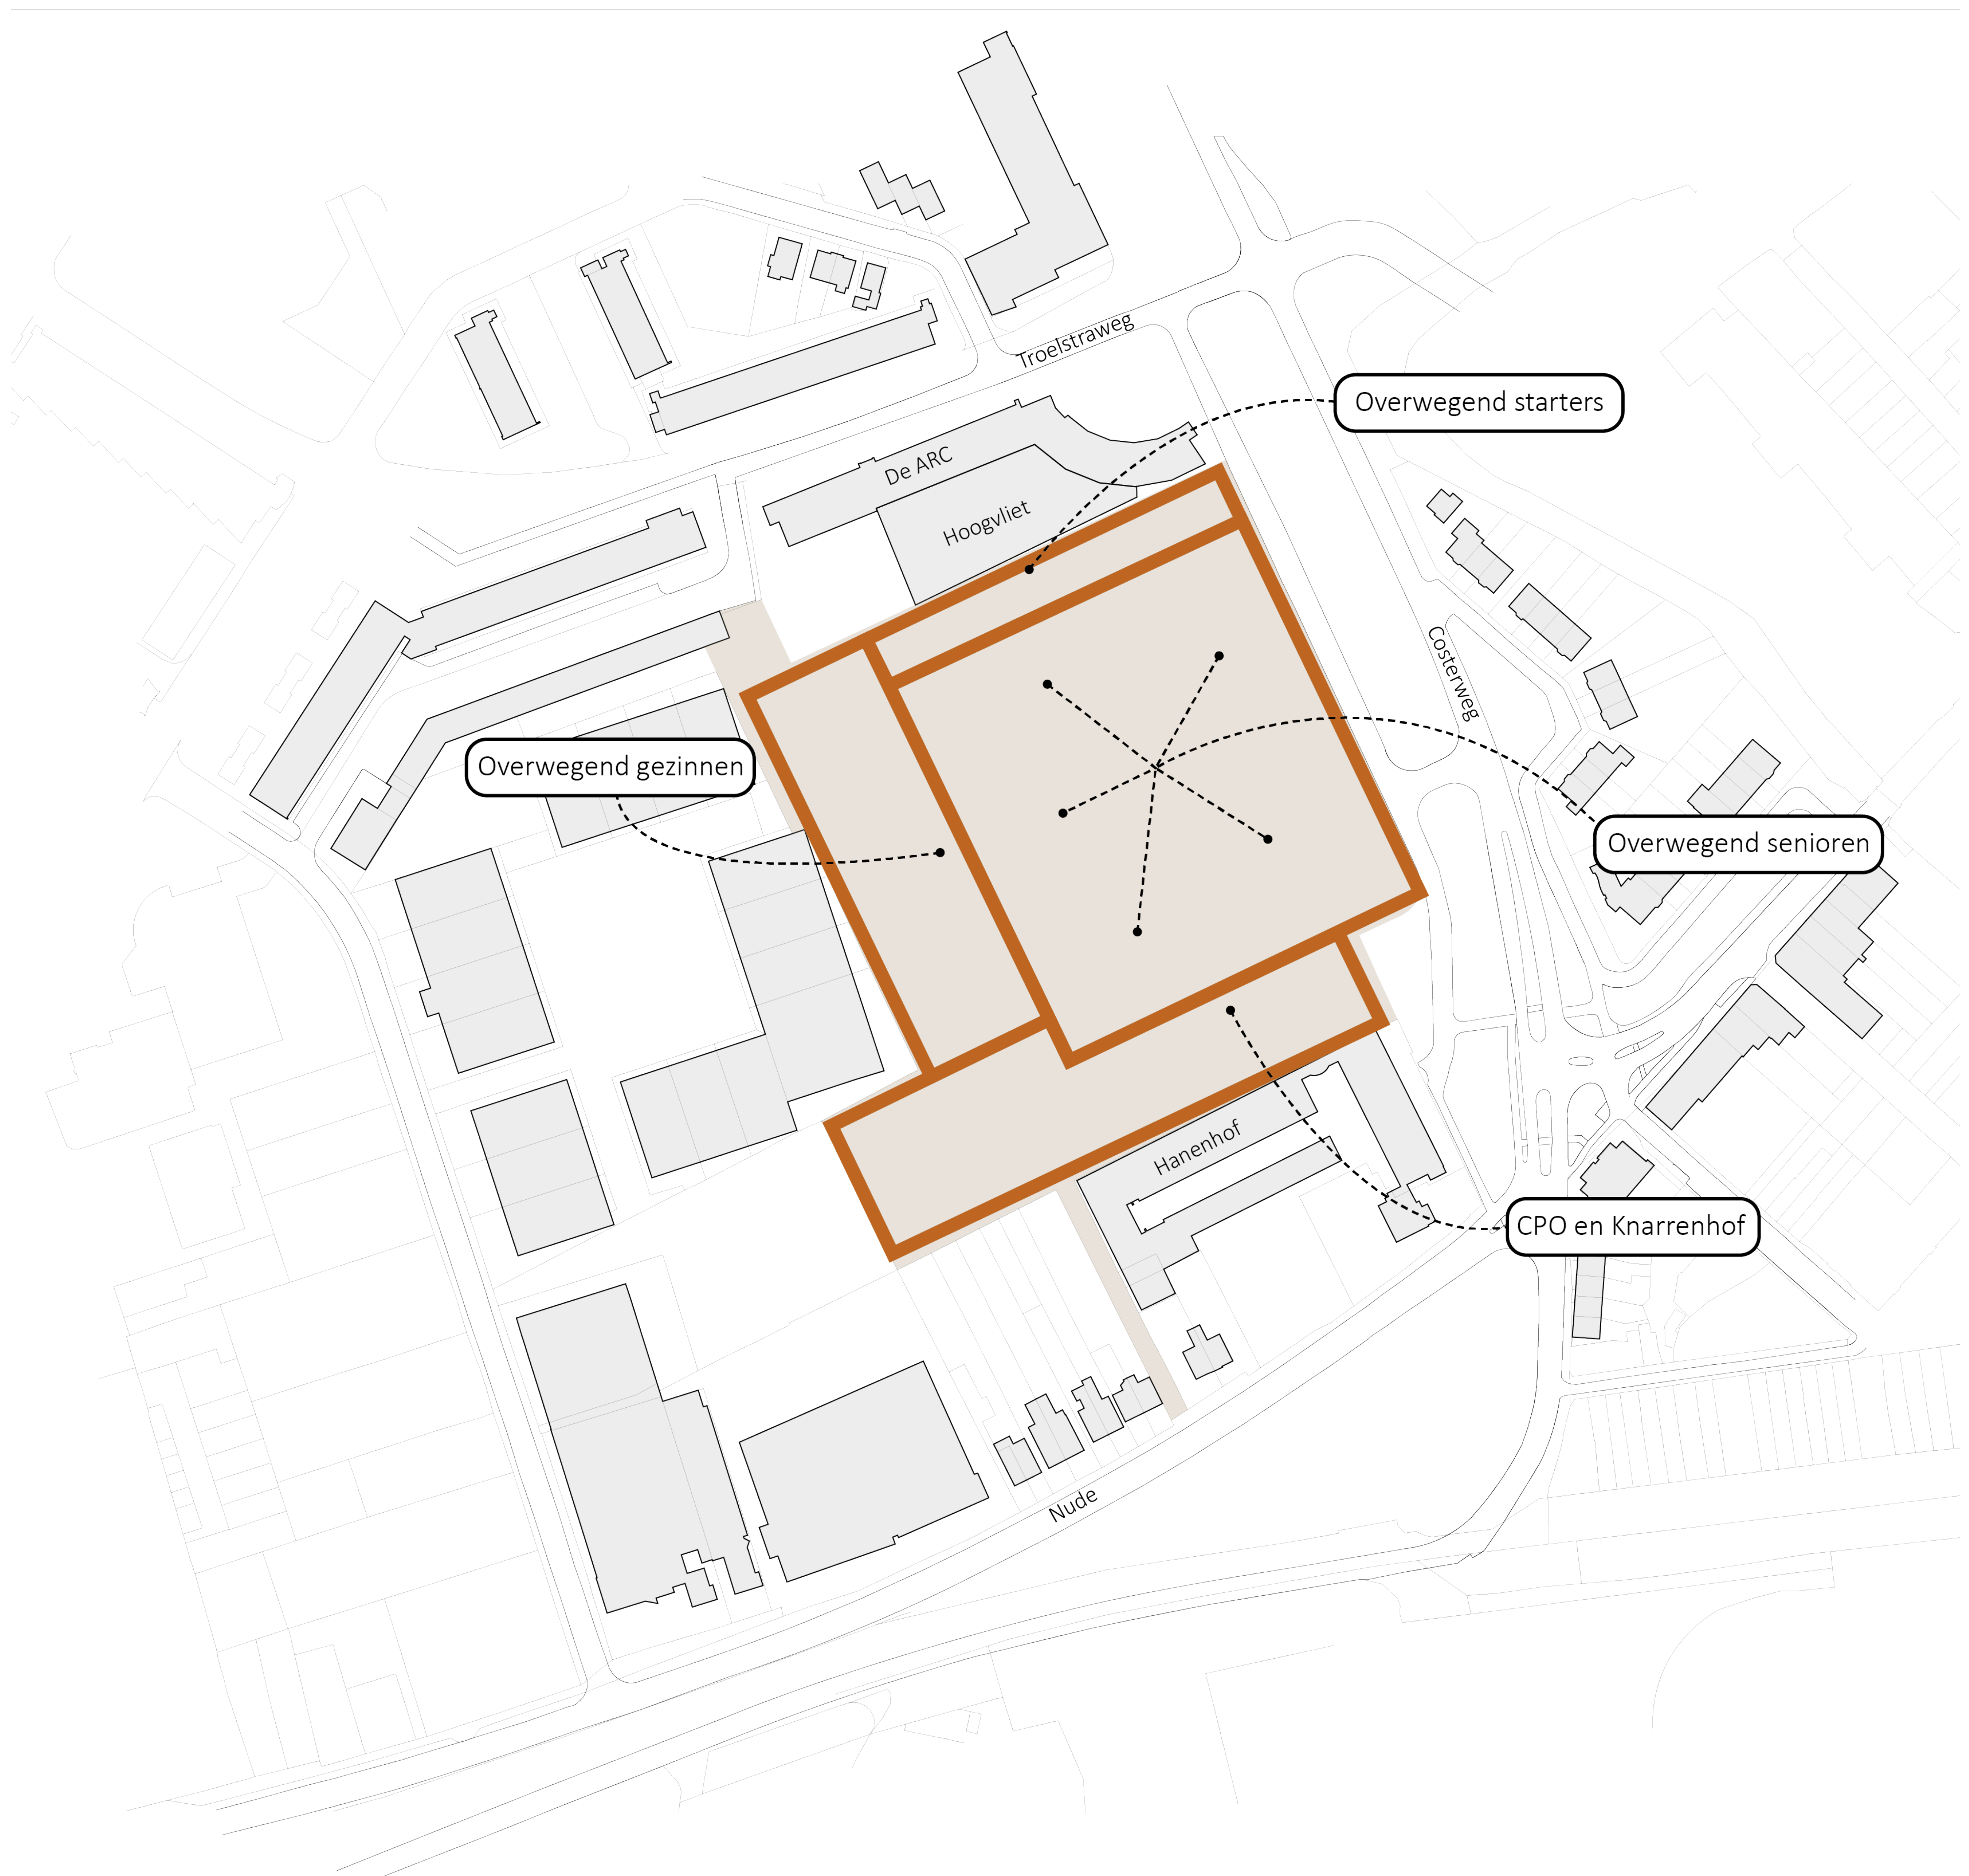 Troelstraweg
Overwegend starters
De ARC
Hoogvliet
Costerweg
Overwegend gezinnen
Overwegend senioren
Hanenhof
CPO en Knarrenhof
Nude